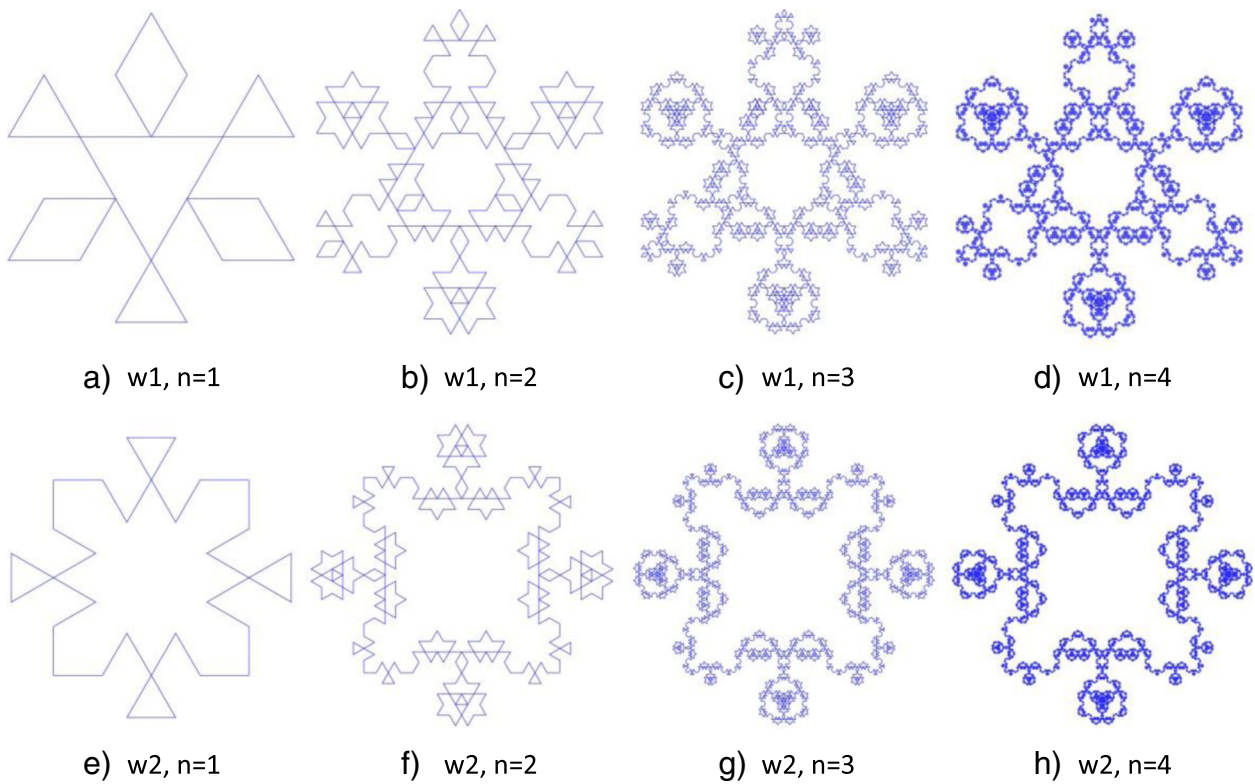 a) w1, n=1 b) w1, n=2 c) w1, n=3 d) w1, n=4
e) w2, n=1 f) w2, n=2 g) w2, n=3 h) w2, n=4